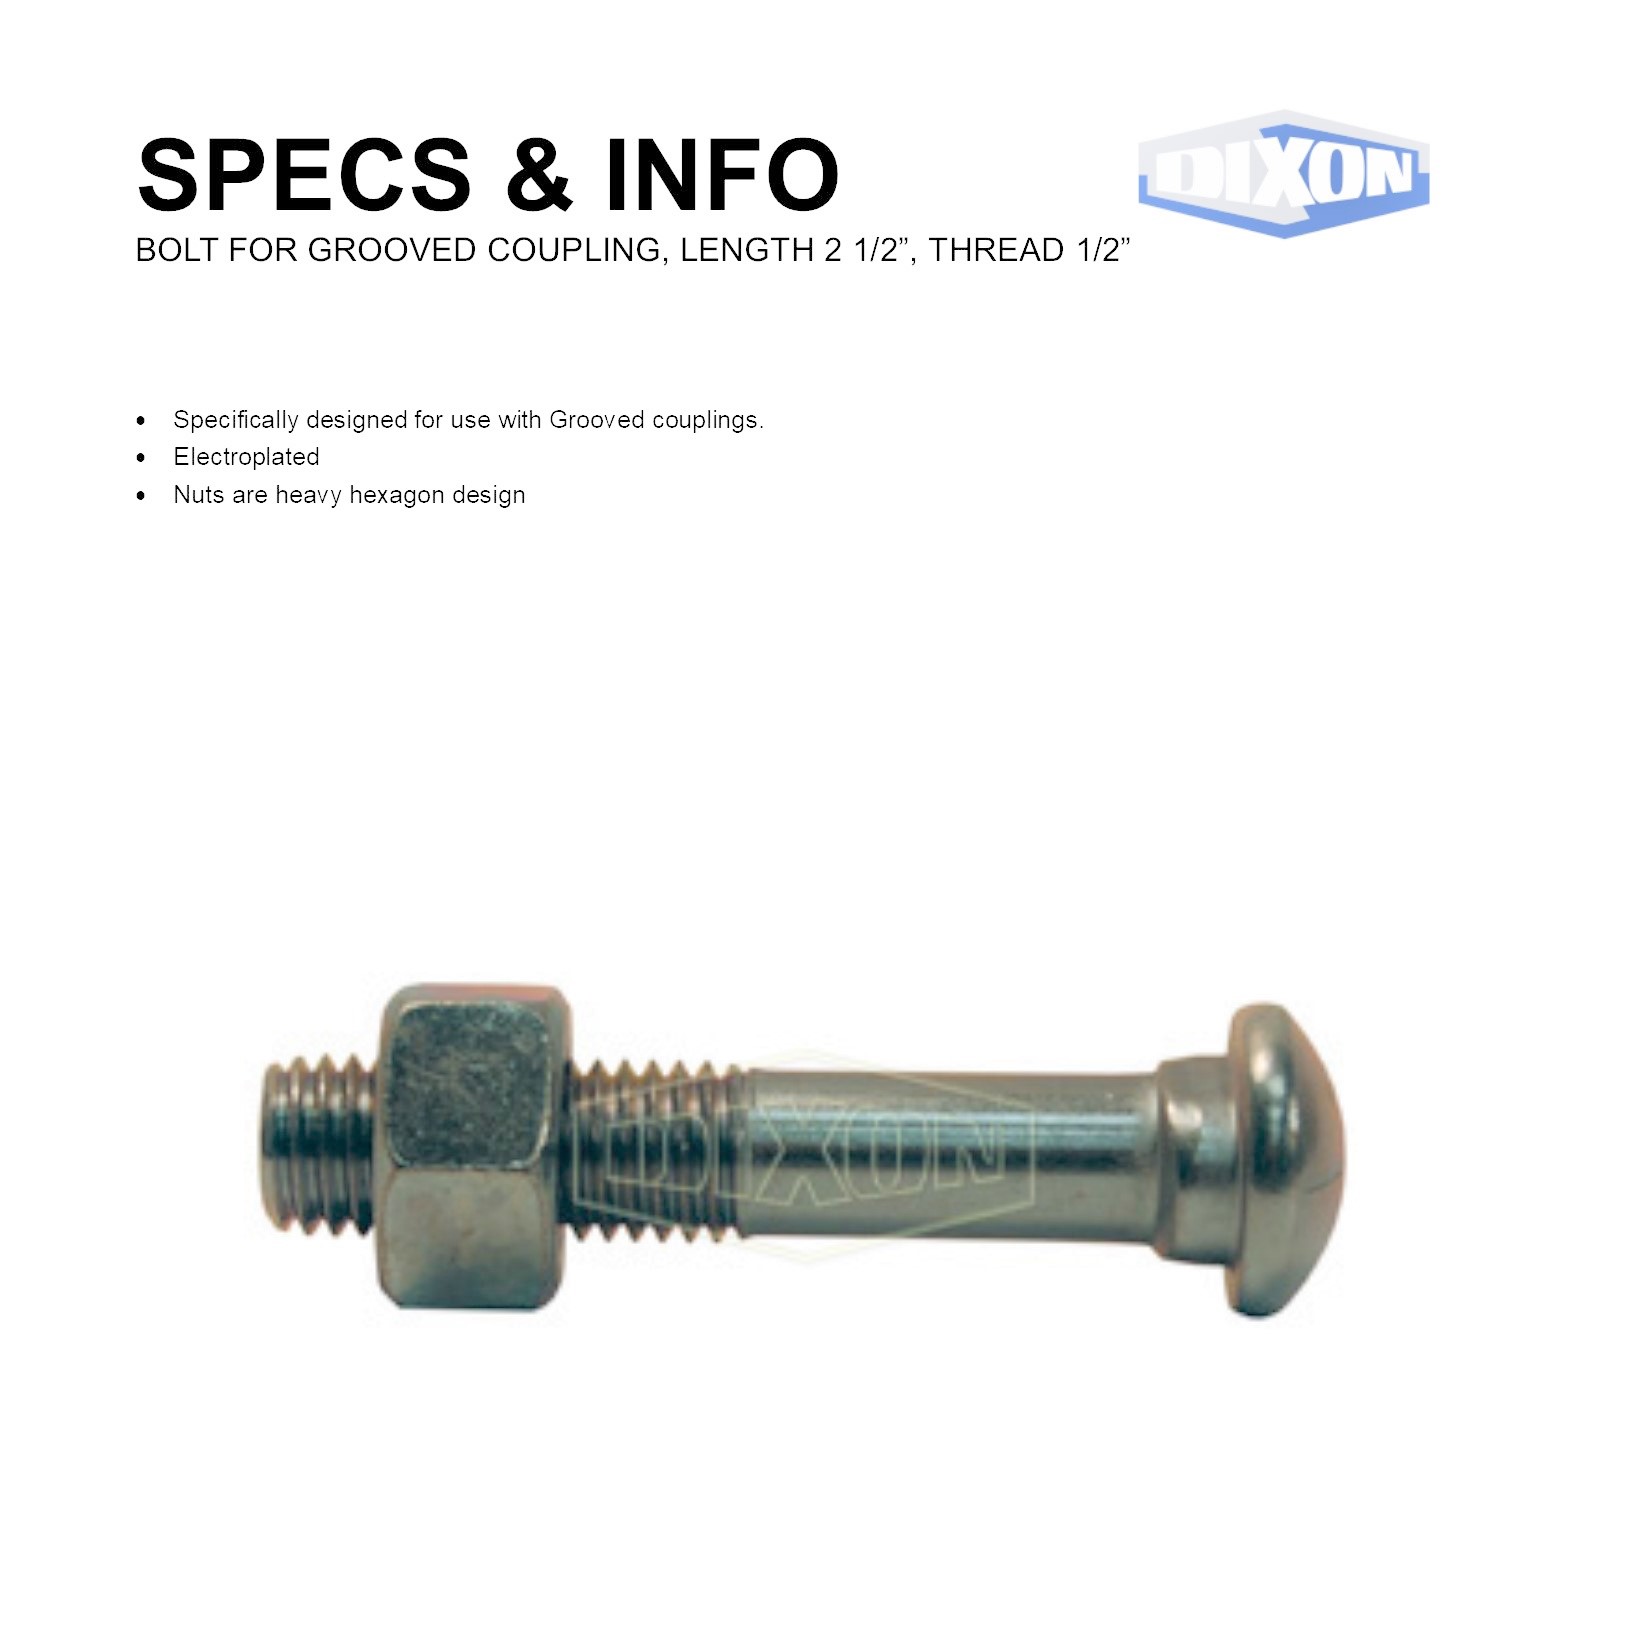 SPECS & INFO
DIXON
BOLT FOR GROOVED COUPLING, LENGTH 2 1/2”, THREAD 1/2”
• Specifically designed for use with Grooved couplings.
• Electroplated
• Nuts are heavy hexagon design
DIXON